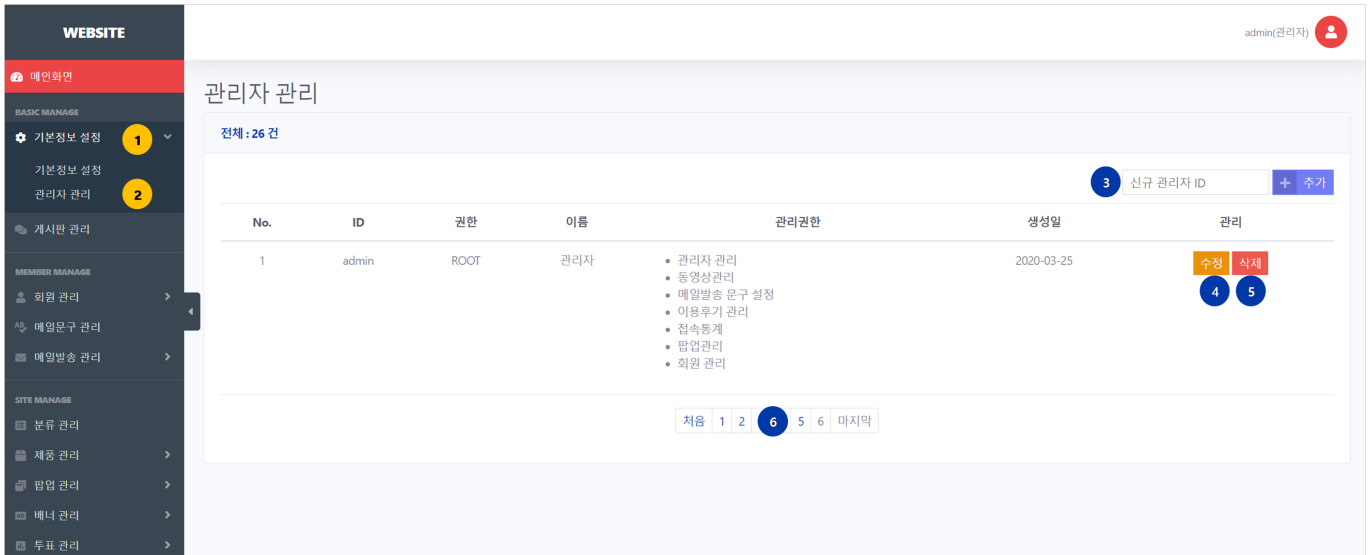 WEBSITE
admin(관리자)
메인화면
관리자 관리
BASIC MANAGE
기본정보 설정 1
전체 : 26 건
기본정보 설정
관리자 관리 2
3 신규 관리자 ID + 추가
게시판 관리
No. ID 권한 이름 관리권한 생성일 관리
1 admin ROOT 관리자 2020-03-25 수정 삭제
• 관리자 관리
• 동영상관리
• 메일발송 문구 설정
• 이용후기 관리
• 접속통계
• 팝업관리
• 회원 관리
4 5
MEMBER MANAGE
회원 관리
메일문구 관리
메일발송 관리
SITE MANAGE
처음 1 2 6 5 6 마지막
분류 관리
제품 관리
팝업 관리
AD 배너 관리
투표 관리